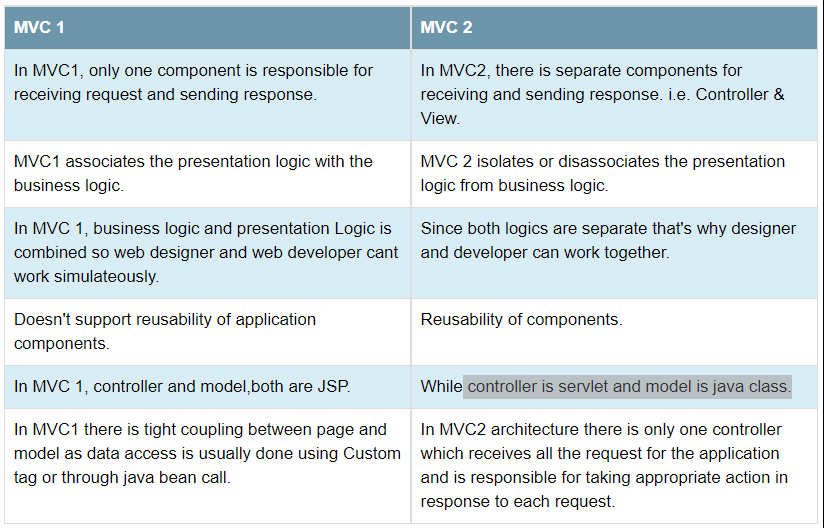 MVC 1
MVC 2
In MVC1, only one component is responsible for
receiving request and sending response.
In MVC2, there is separate components for
receiving and sending response. i.e. Controller &
View.
MVC1 associates the presentation logic with the
business logic.
MVC 2 isolates or disassociates the presentation
logic from business logic.
In MVC 1, business logic and presentation Logic is
combined so web designer and web developer cant
work simulateously.
Since both logics are separate that's why designer
and developer can work together.
Doesn't support reusability of application
components.
Reusability of components.
In MVC 1, controller and model,both are JSP.
While controller is servlet and model is java class.
In MVC1 there is tight coupling between page and
model as data access is usually done using Custom
tag or through java bean call.
In MVC2 architecture there is only one controller
which receives all the request for the application
and is responsible for taking appropriate action in
response to each request.